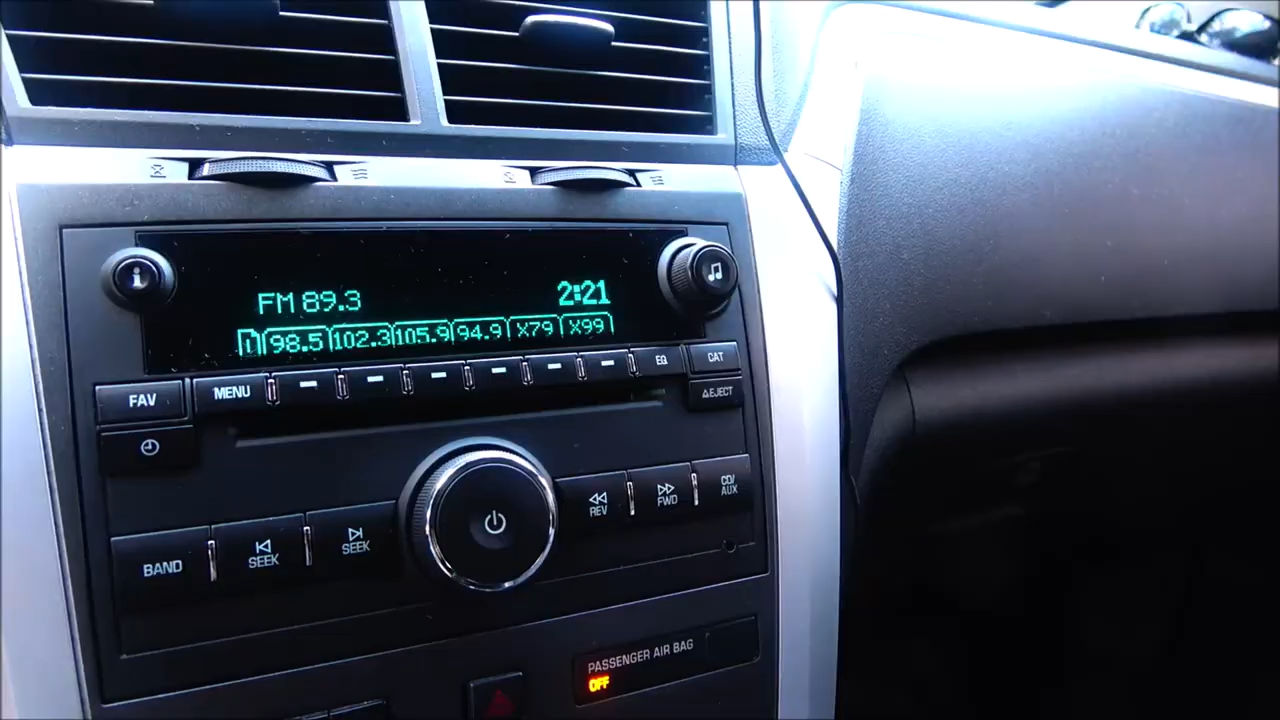 FM 89.3 2:21
1 98.5 102.3 105.9 94.9 X79 X99
FAV MENU EQ CAT
EJECT
BAND SEEK SEEK REV FWD CD/AUX
PASSENGER AIR BAG
OFF